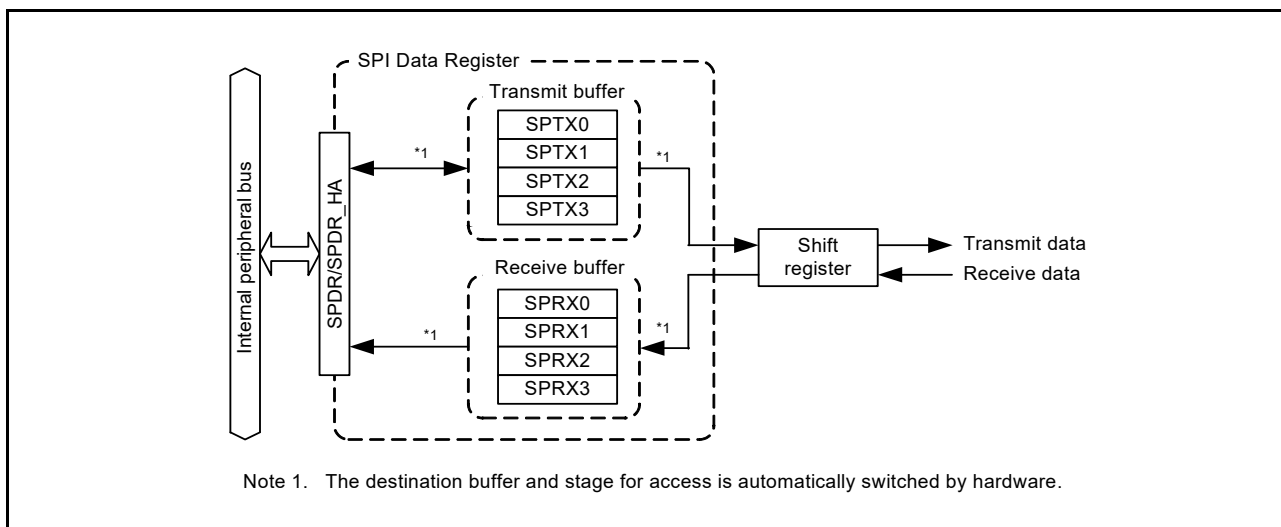 SPI Data Register
Transmit buffer
SPTX0
SPTX1
SPTX2
SPTX3
*1
*1
Internal peripheral bus
SPDR/SPDR_HA
Shift
register
Transmit data
Receive data
Receive buffer
SPRX0
SPRX1
SPRX2
SPRX3
*1
*1
Note 1. The destination buffer and stage for access is automatically switched by hardware.